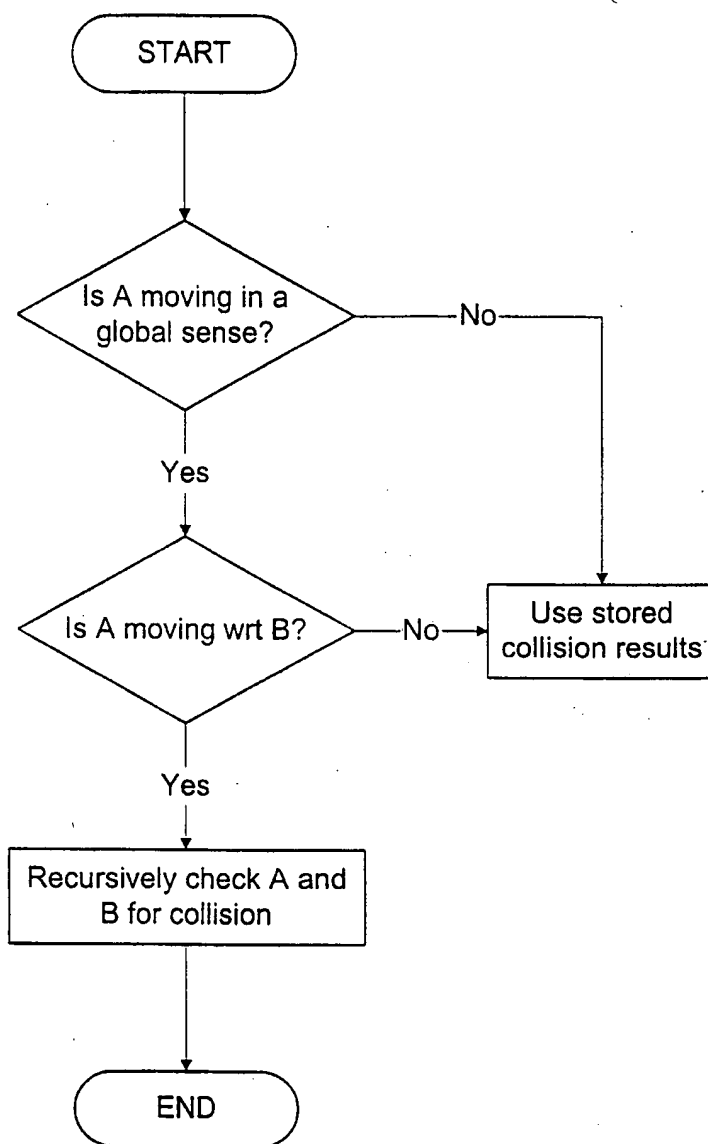 START
Is A moving in a
global sense?
No
Yes
Is A moving wrt B?
No
Use stored
collision results
Yes
Recursively check A and
B for collision
END